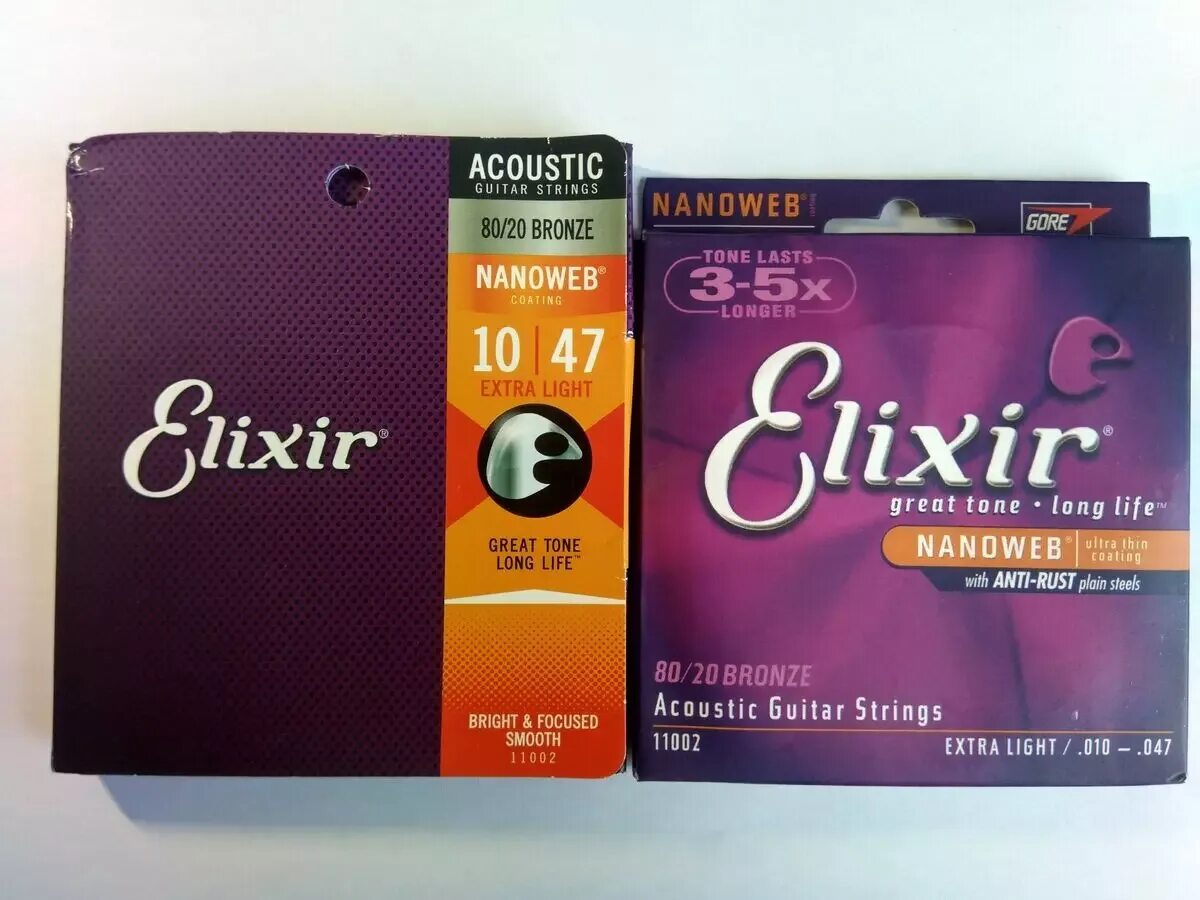 ACOUSTIC
GUITAR STRINGS
80/20 BRONZE
NANOWEB®
COATING
10 | 47
EXTRA LIGHT
Elixir®
GREAT TONE
LONG LIFE™
BRIGHT & FOCUSED
SMOOTH
11002
NANOWEB®
GORE
TONE LASTS
3-5x
LONGER
Elixir®
great tone • long life™
NANOWEB® | ultra thin
coating
with ANTI-RUST plain steels
80/20 BRONZE
Acoustic Guitar Strings
11002
EXTRA LIGHT / .010 – .047